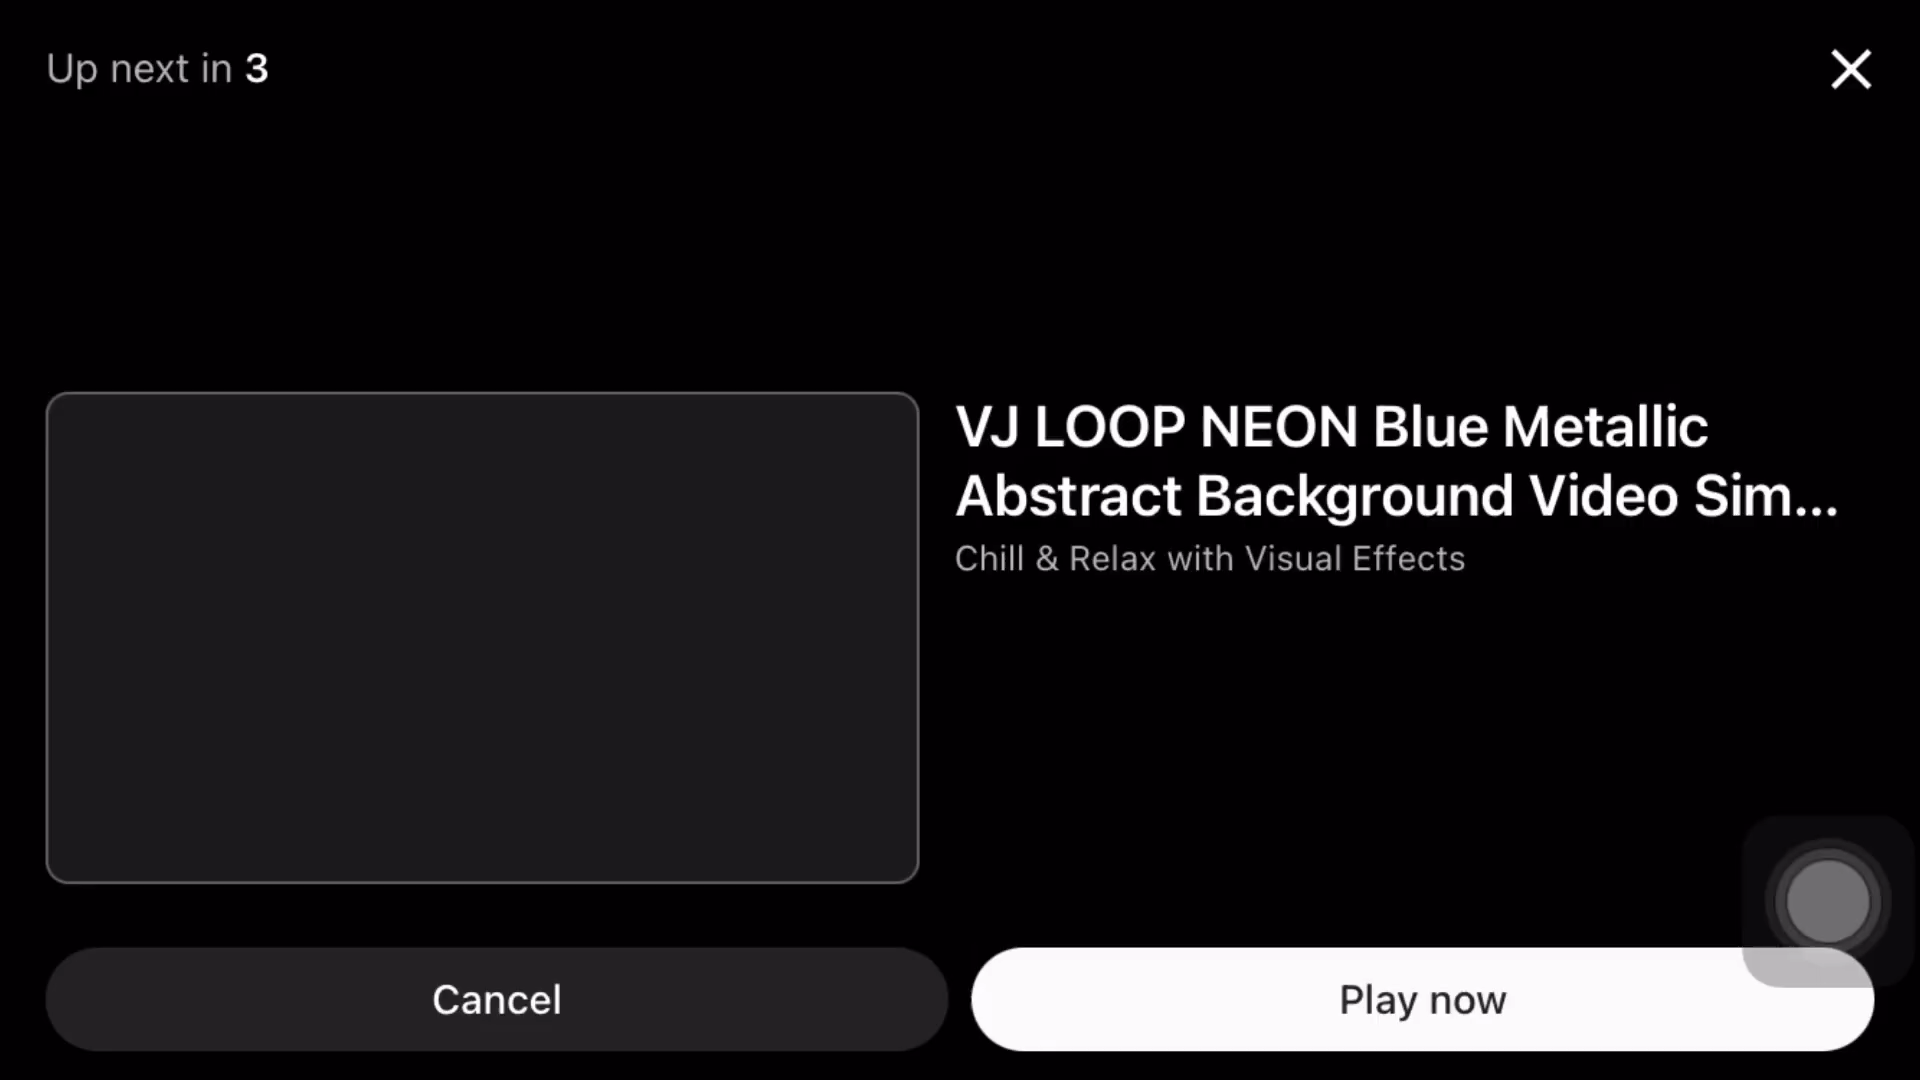 Up next in 3
VJ LOOP NEON Blue Metallic
Abstract Background Video Sim...
Chill & Relax with Visual Effects
Cancel
Play now